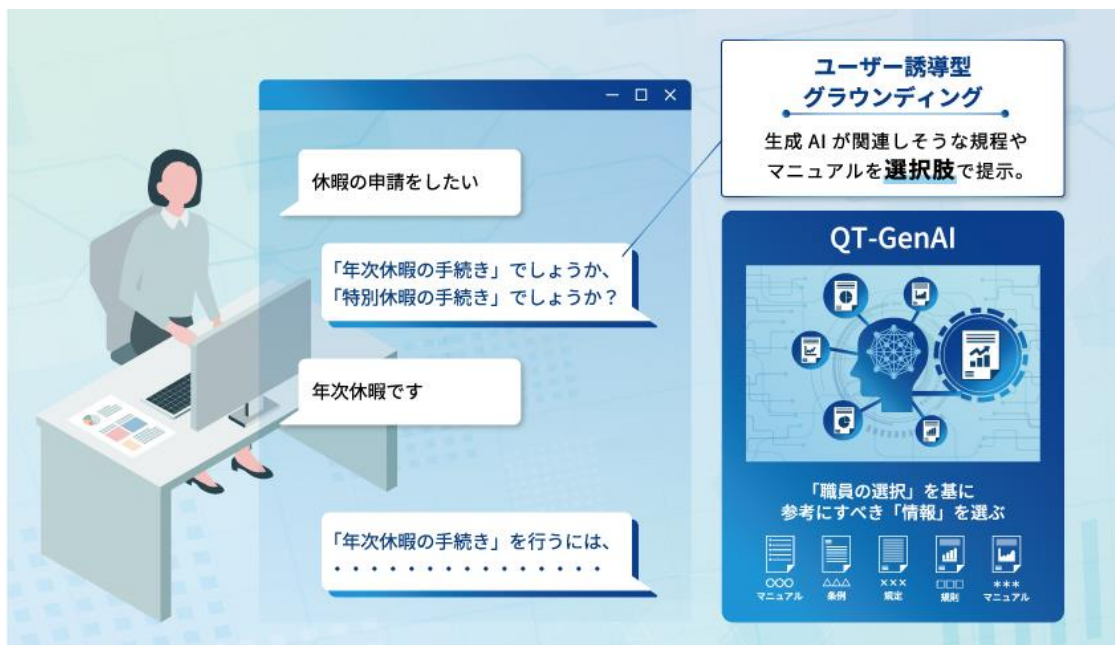 ユーザー誘導型
グラウンディング
生成 AI が関連しそうな規程や
マニュアルを選択肢で提示。
休暇の申請をしたい
「年次休暇の手続き」でしょうか、
「特別休暇の手続き」でしょうか？
年次休暇です
「年次休暇の手続き」を行うには、
・・・・・・・・・・・・・・・
QT-GenAI
「職員の選択」を基に
参考にすべき「情報」を選ぶ
○○○
マニュアル
△△△
条例
×××
規定
□□□
規則
***
マニュアル